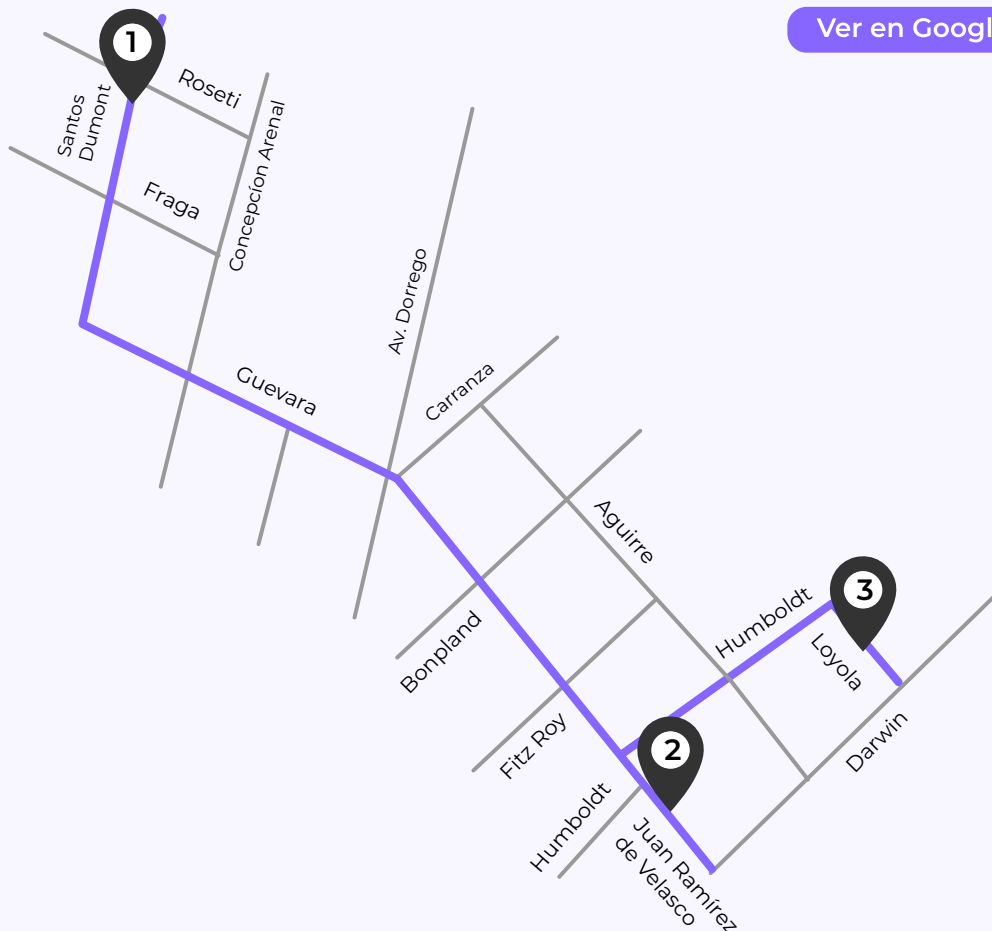 Ver en Googl
1
Roseti
Santos
Dumont
Concepcíon Arenal
Fraga
Av. Dorrego
Guevara
Carranza
Aguirre
Humboldt
3
Loyola
Bonpland
Fitz Roy
2
Darwin
Humboldt
Juan Ramírez
de Velasco